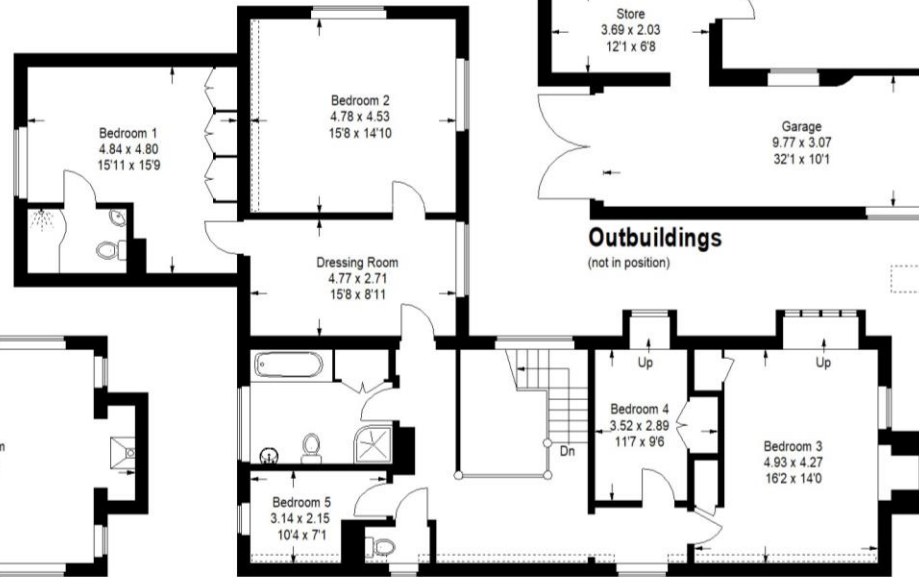 Store
3.69 x 2.03
12'1 x 6'8
Bedroom 2
4.78 x 4.53
15'8 x 14'10
Bedroom 1
4.84 x 4.80
15'11 x 15'9
Garage
9.77 x 3.07
32'1 x 10'1
Outbuildings
(not in position)
Dressing Room
4.77 x 2.71
15'8 x 8'11
Up
Up
Bedroom 4
3.52 x 2.89
11'7 x 9'6
Dn
Bedroom 3
4.93 x 4.27
16'2 x 14'0
Bedroom 5
3.14 x 2.15
10'4 x 7'1